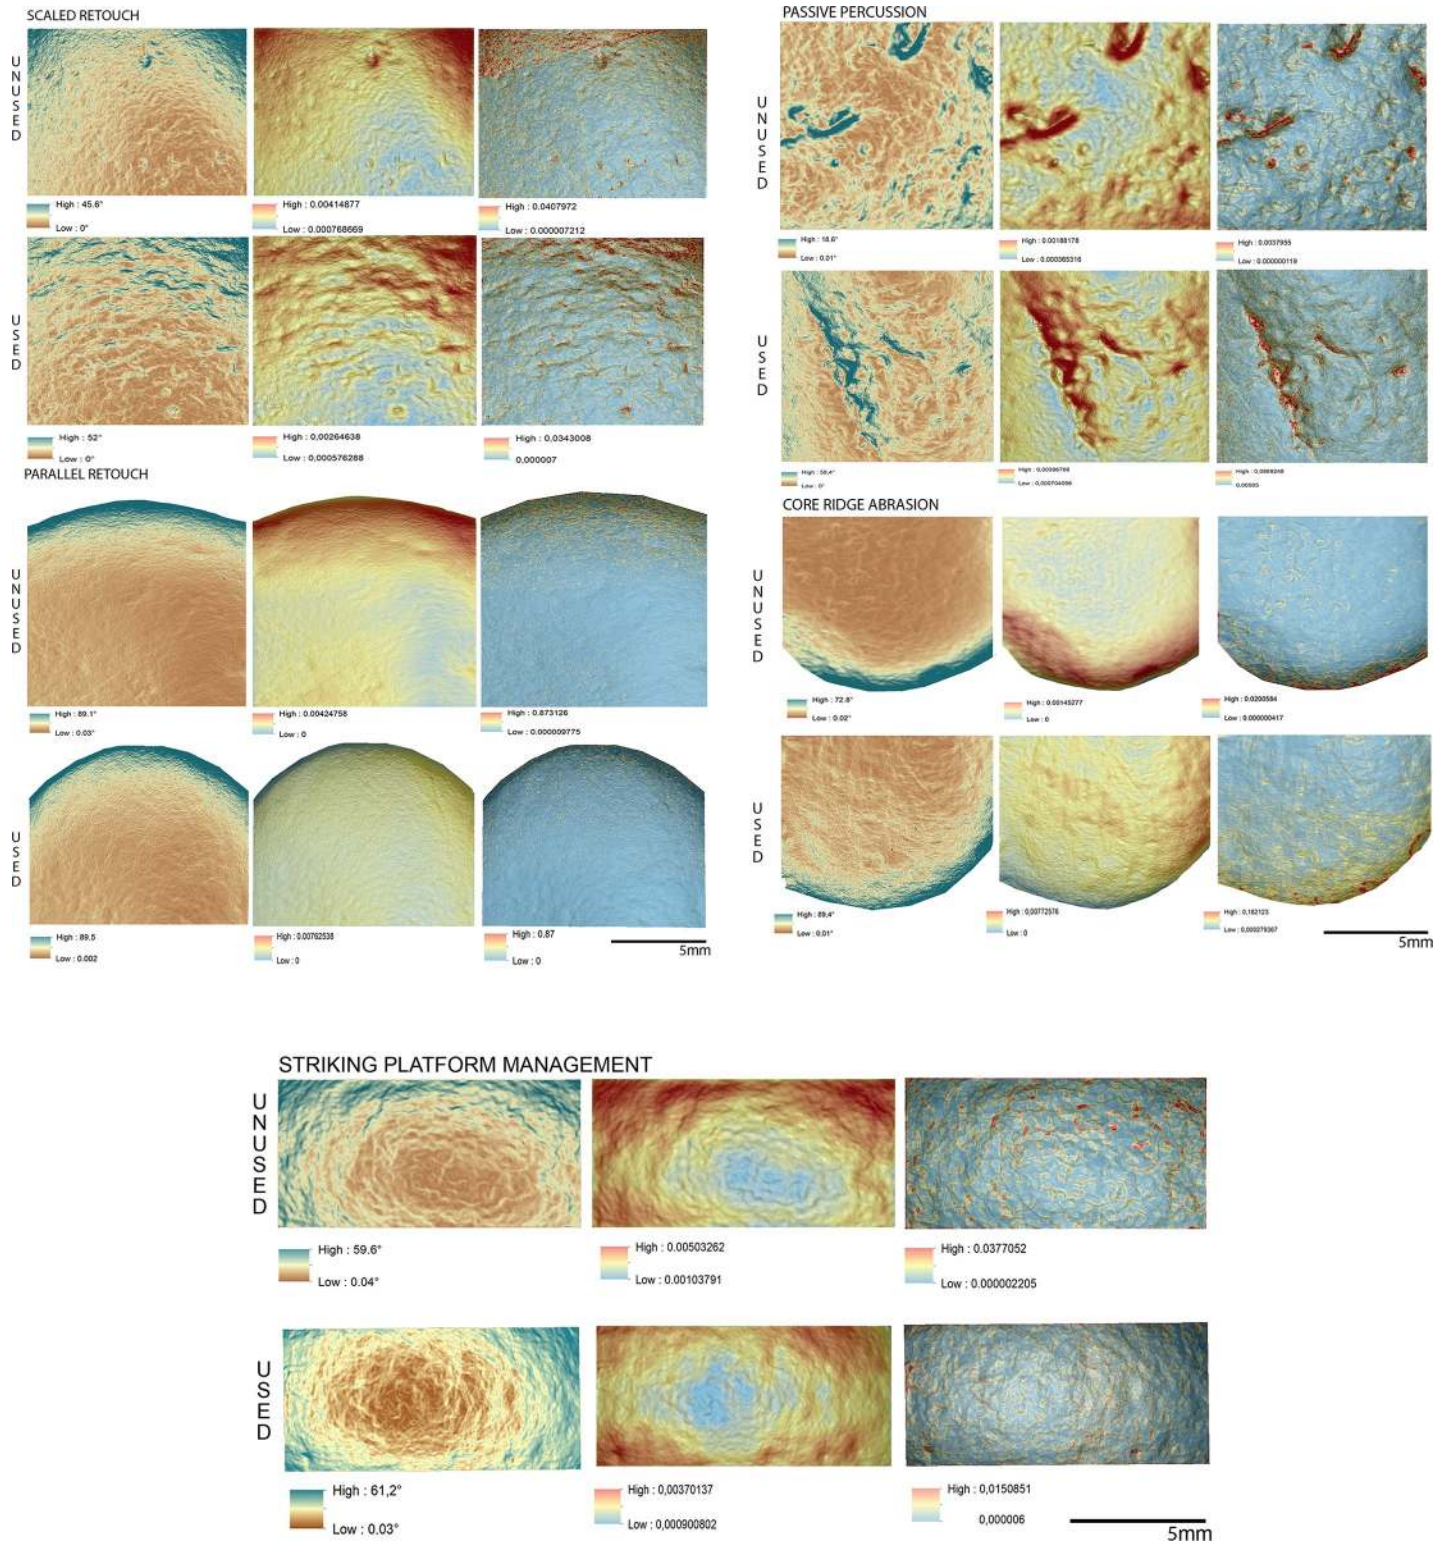 SCALED RETOUCH
UNUSED
High : 45.6°
Low : 0°
High : 0.00414877
Low : 0.000768669
High : 0.0407972
Low : 0.000007212
USED
High : 52°
Low : 0°
High : 0,00264638
Low : 0,000576288
High : 0,0343008
0,000007
PARALLEL RETOUCH
UNUSED
High : 89.1°
Low : 0.03°
High : 0.00424758
Low : 0
High : 0.873126
Low : 0.000009775
USED
High : 89.5
Low : 0.002
High : 0.00762538
Low : 0
High : 0.87
Low : 0
5mm
PASSIVE PERCUSSION
UNUSED
High : 18.6°
Low : 0.01°
High : 0.00188178
Low : 0.000365316
High : 0.0037955
Low : 0.000000119
USED
Low : 0°
CORE RIDGE ABRASION
UNUSED
High : 72.8°
Low : 0.02°
High : 0.00145277
Low : 0
High : 0.0200584
Low : 0.000000417
USED
High : 89,4°
Low : 0,01°
High : 0,00772576
Low : 0
High : 0,162123
Low : 0,000279367
5mm
STRIKING PLATFORM MANAGEMENT
UNUSED
High : 59.6°
Low : 0.04°
High : 0.00503262
Low : 0.00103791
High : 0.0377052
Low : 0.000002205
USED
High : 61,2°
Low : 0.03°
High : 0,00370137
Low : 0,000900802
High : 0,0150851
0,000006
5mm